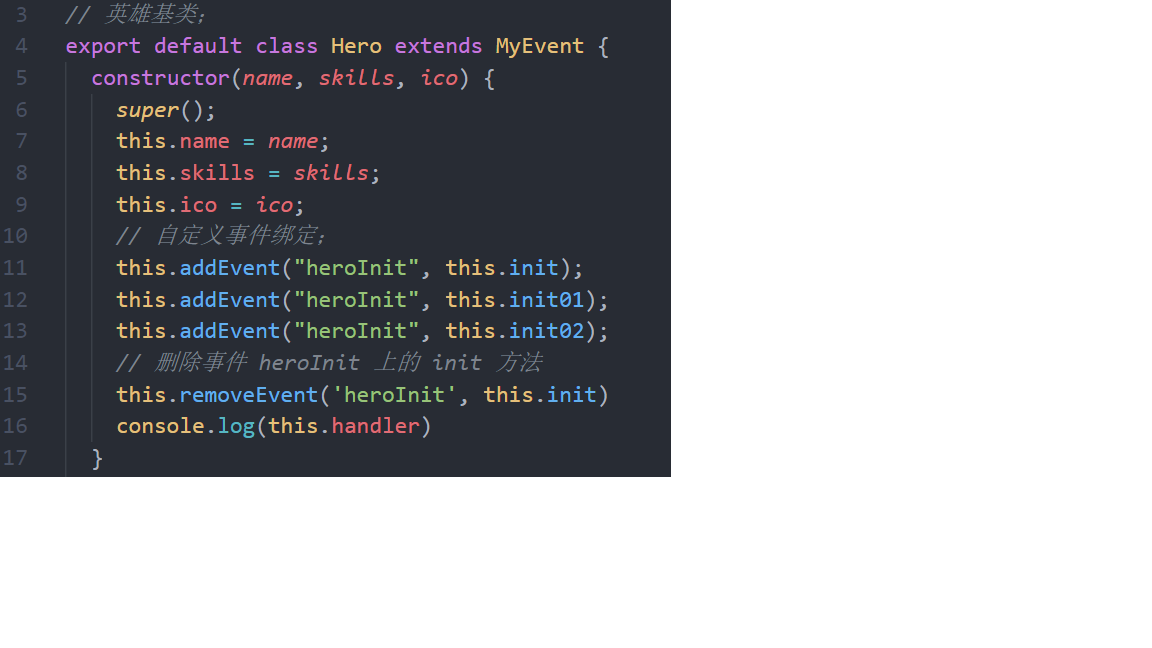 3 // 英雄基类;
4 export default class Hero extends MyEvent {
5 constructor(name, skills, ico) {
6 super();
7 this.name = name;
8 this.skills = skills;
9 this.ico = ico;
10 // 自定义事件绑定;
11 this.addEvent("heroInit", this.init);
12 this.addEvent("heroInit", this.init01);
13 this.addEvent("heroInit", this.init02);
14 // 删除事件 heroInit 上的 init 方法
15 this.removeEvent('heroInit', this.init)
16 console.log(this.handler)
17 }